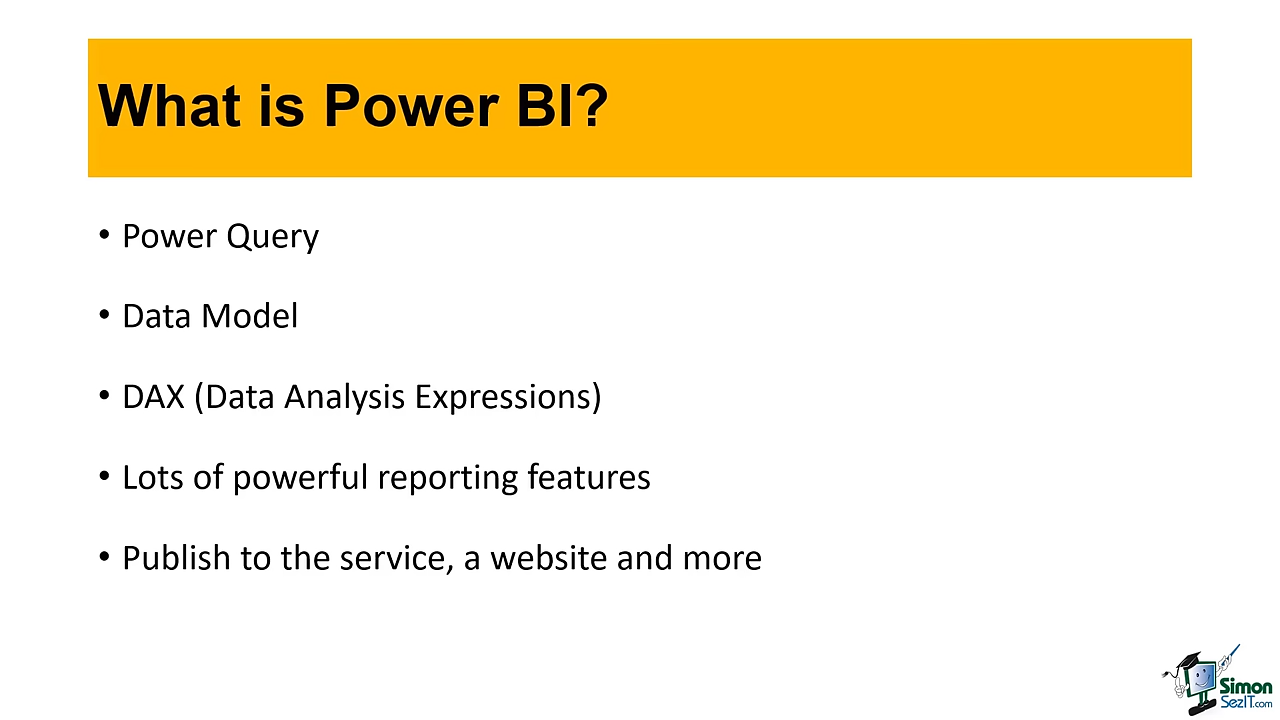 What is Power BI?
• Power Query
• Data Model
• DAX (Data Analysis Expressions)
• Lots of powerful reporting features
• Publish to the service, a website and more
Simon
SezIT.com